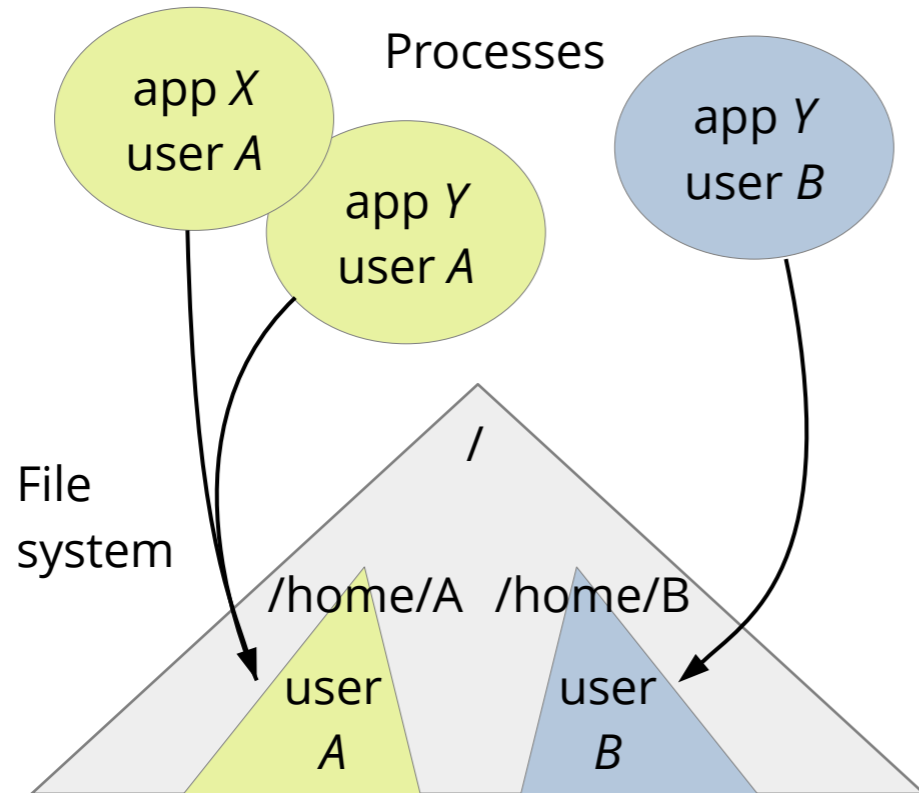 Processes
app X
user A
app Y
user A
app Y
user B
/
File
system
/home/A
/home/B
user
A
user
B